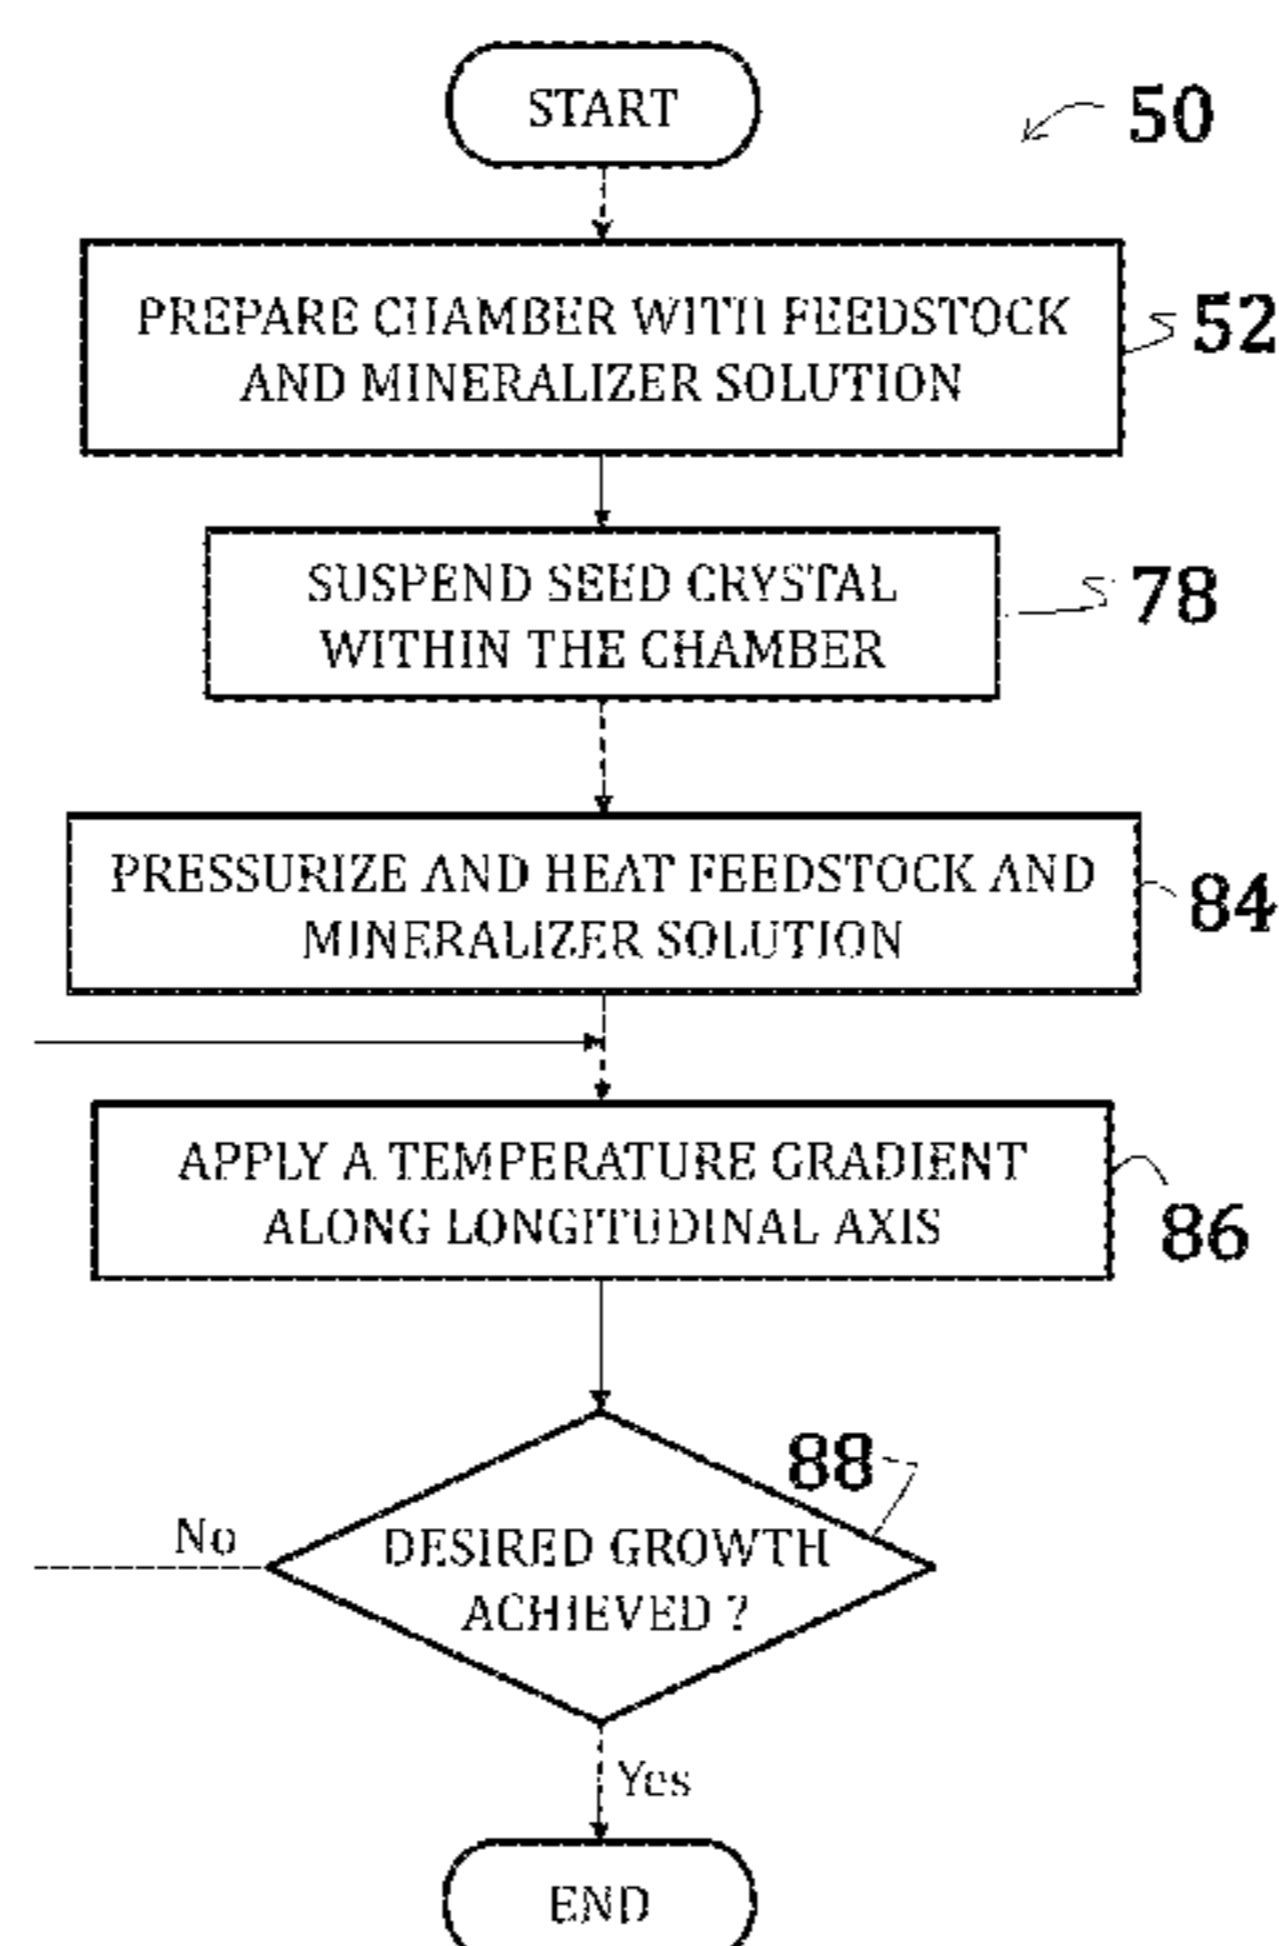 START
50
PREPARE CHAMBER WITH FEEDSTOCK
AND MINERALIZER SOLUTION
52
SUSPEND SEED CRYSTAL
WITHIN THE CHAMBER
78
PRESSURIZE AND HEAT FEEDSTOCK AND
MINERALIZER SOLUTION
84
APPLY A TEMPERATURE GRADIENT
ALONG LONGITUDINAL AXIS
86
88
No
DESIRED GROWTH
ACHIEVED ?
Yes
END